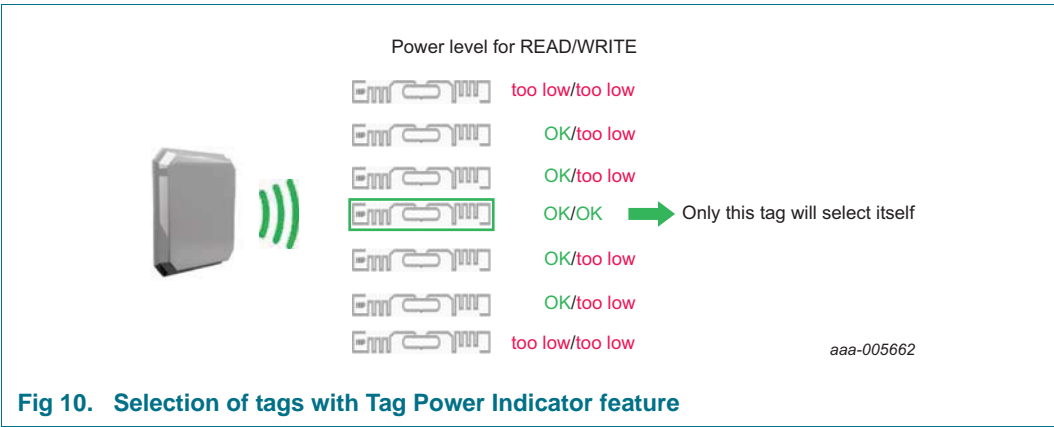 Power level for READ/WRITE
too low/too low
OK/too low
OK/too low
OK/OK Only this tag will select itself
OK/too low
OK/too low
too low/too low
aaa-005662
Fig 10. Selection of tags with Tag Power Indicator feature